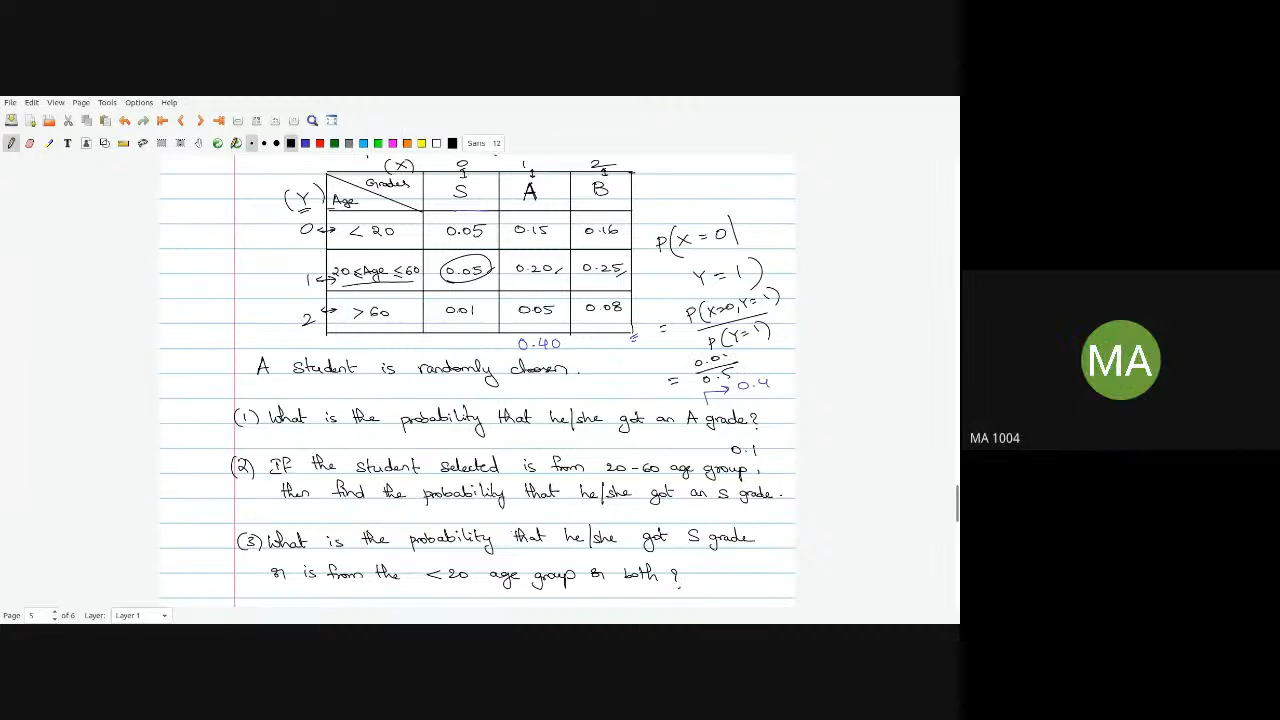 File Edit View Page Tools Options Help
Sans 12
(X) 0 1 2
Grades S A B
(Y) Age
0 ↔ < 20 0.05 0.15 0.16
1 ↔ 20 ≤ Age ≤ 60 0.05 0.20 0.25
2 ↔ > 60 0.01 0.05 0.08
0.40
P(X = 0|
Y = 1)
= P(X=0, Y=1)
P(Y=1)
= 0.0
0.5
0.4
A student is randomly chosen.
(1) What is the probability that he/she got an A grade?
0.1
(2) If the student selected is from 20-60 age group,
then find the probability that he/she got an S grade.
(3) What is the probability that he/she got S grade
or is from the < 20 age group or both ?
Page 5 of 6 Layer: Layer 1
MA
MA 1004